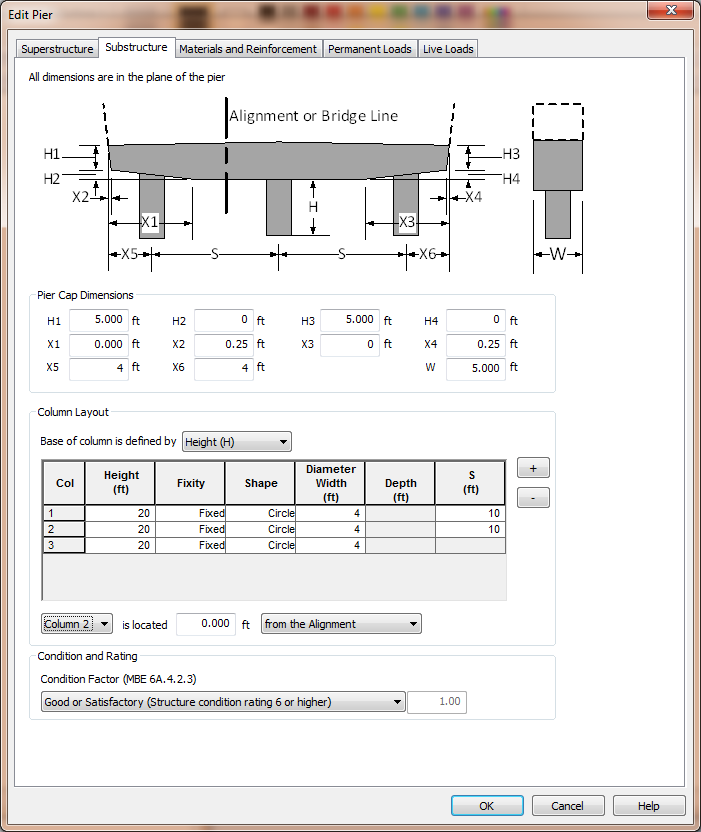 Edit Pier
Superstructure Substructure Materials and Reinforcement Permanent Loads Live Loads
All dimensions are in the plane of the pier
Alignment or Bridge Line
H1 H3
H2 H4
X2 X4
H
X1 X3
X5 S S X6 W
Pier Cap Dimensions
H1 5.000 ft H2 0 ft H3 5.000 ft H4 0 ft
X1 0.000 ft X2 0.25 ft X3 0 ft X4 0.25 ft
X5 4 ft X6 4 ft W 5.000 ft
Column Layout
Base of column is defined by Height (H)
Col Height (ft) Fixity Shape Diameter Width (ft) Depth (ft) S (ft)
+
-
1 20 Fixed Circle 4 10
2 20 Fixed Circle 4 10
3 20 Fixed Circle 4
Column 2 is located 0.000 ft from the Alignment
Condition and Rating
Condition Factor (MBE 6A.4.2.3)
Good or Satisfactory (Structure condition rating 6 or higher) 1.00
OK Cancel Help